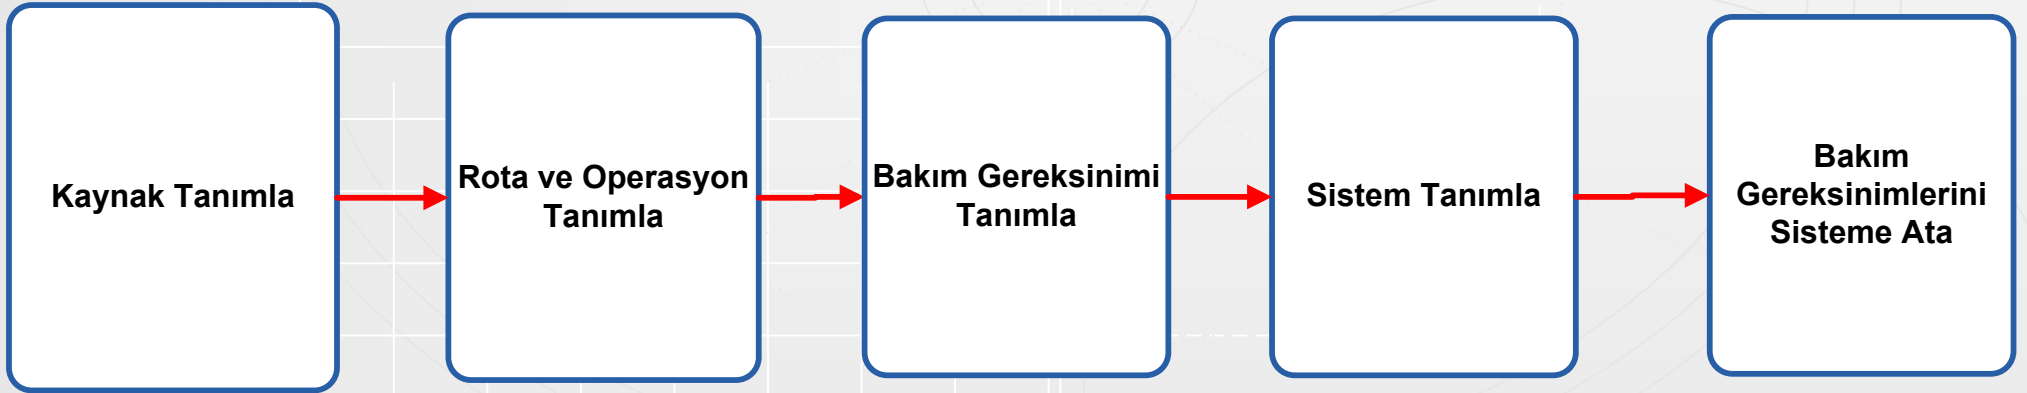 Kaynak Tanımla
Rota ve Operasyon
Tanımla
Bakım Gereksinimi
Tanımla
Sistem Tanımla
Bakım
Gereksinimlerini
Sisteme Ata